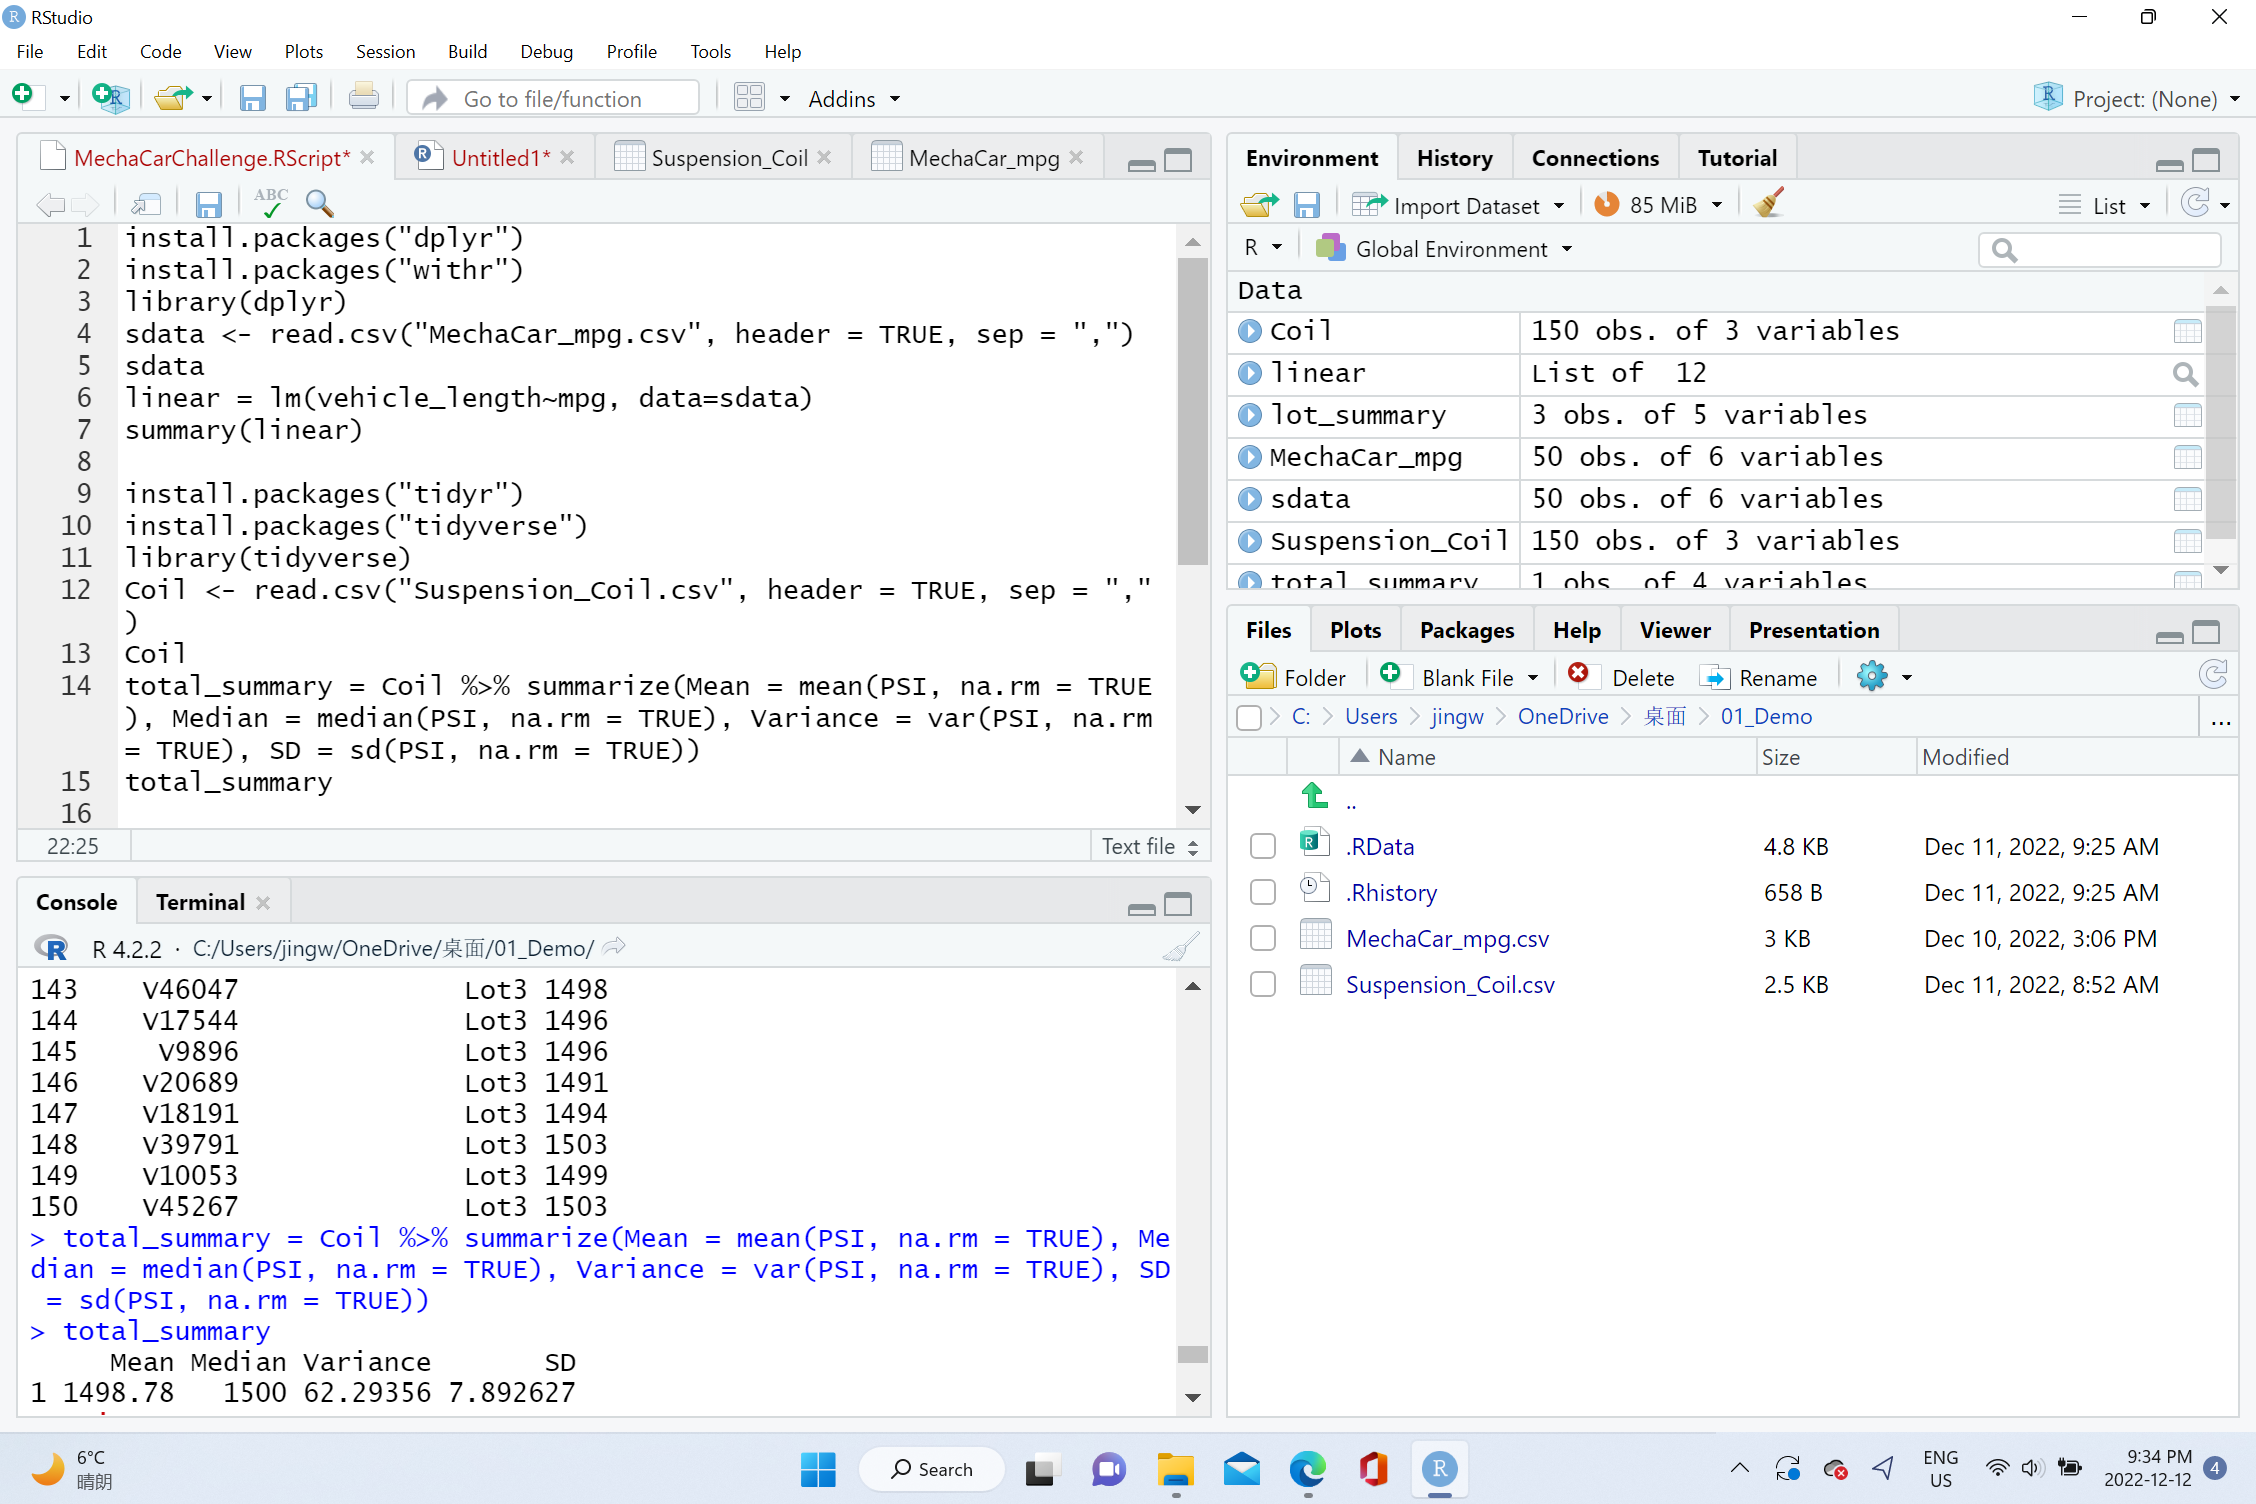 RStudio
File Edit Code View Plots Session Build Debug Profile Tools Help
Go to file/function Addins Project: (None)
MechaCarChallenge.RScript* Untitled1* Suspension_Coil MechaCar_mpg
ABC
1 install.packages("dplyr")
2 install.packages("withr")
3 library(dplyr)
4 sdata <- read.csv("MechaCar_mpg.csv", header = TRUE, sep = ",")
5 sdata
6 linear = lm(vehicle_length~mpg, data=sdata)
7 summary(linear)
8
9 install.packages("tidyr")
10 install.packages("tidyverse")
11 library(tidyverse)
12 Coil <- read.csv("Suspension_Coil.csv", header = TRUE, sep = ","
)
13 Coil
14 total_summary = Coil %>% summarize(Mean = mean(PSI, na.rm = TRUE
), Median = median(PSI, na.rm = TRUE), Variance = var(PSI, na.rm
= TRUE), SD = sd(PSI, na.rm = TRUE))
15 total_summary
16
22:25 Text file
Console Terminal
R 4.2.2 · C:/Users/jingw/OneDrive/桌面/01_Demo/
143 V46047 Lot3 1498
144 V17544 Lot3 1496
145 V9896 Lot3 1496
146 V20689 Lot3 1491
147 V18191 Lot3 1494
148 V39791 Lot3 1503
149 V10053 Lot3 1499
150 V45267 Lot3 1503
> total_summary = Coil %>% summarize(Mean = mean(PSI, na.rm = TRUE), Me
dian = median(PSI, na.rm = TRUE), Variance = var(PSI, na.rm = TRUE), SD
= sd(PSI, na.rm = TRUE))
> total_summary
Mean Median Variance SD
1 1498.78 1500 62.29356 7.892627
Environment History Connections Tutorial
Import Dataset 85 MiB List
R Global Environment
Data
Coil 150 obs. of 3 variables
linear List of 12
lot_summary 3 obs. of 5 variables
MechaCar_mpg 50 obs. of 6 variables
sdata 50 obs. of 6 variables
Suspension_Coil 150 obs. of 3 variables
total_summary 1 obs. of 4 variables
Files Plots Packages Help Viewer Presentation
Folder Blank File Delete Rename
C: > Users > jingw > OneDrive > 桌面 > 01_Demo ...
Name Size Modified
..
.RData 4.8 KB Dec 11, 2022, 9:25 AM
.Rhistory 658 B Dec 11, 2022, 9:25 AM
MechaCar_mpg.csv 3 KB Dec 10, 2022, 3:06 PM
Suspension_Coil.csv 2.5 KB Dec 11, 2022, 8:52 AM
6°C
晴朗
Search
ENG
US
9:34 PM
2022-12-12
4